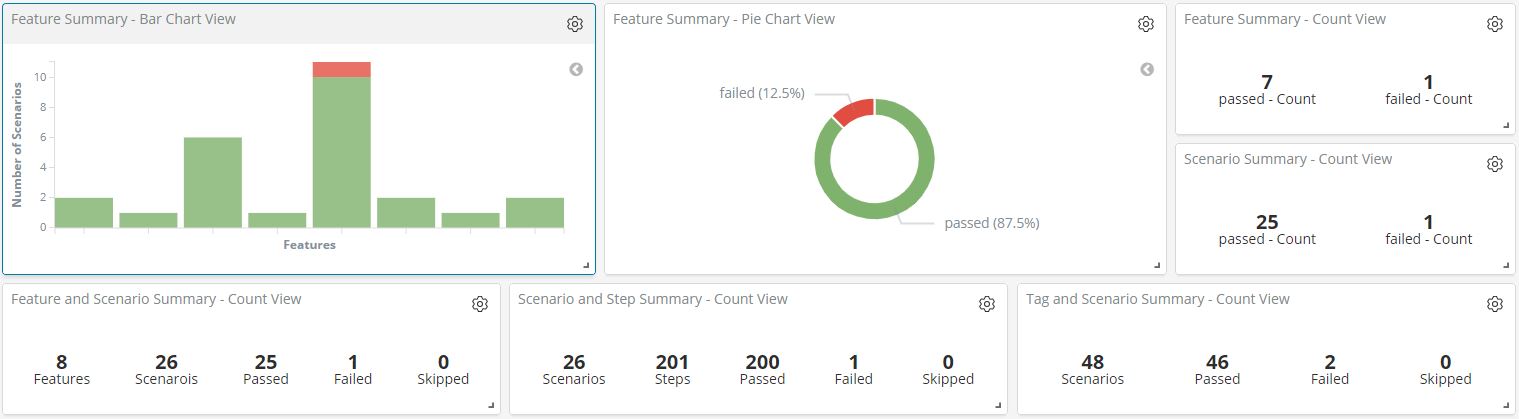 Feature Summary - Bar Chart View
Number of Scenarios
10
8
6
4
2
0
Features
Feature Summary - Pie Chart View
failed (12.5%)
passed (87.5%)
Feature Summary - Count View
7 1
passed - Count failed - Count
Scenario Summary - Count View
25 1
passed - Count failed - Count
Feature and Scenario Summary - Count View
8 26 25 1 0
Features Scenarois Passed Failed Skipped
Scenario and Step Summary - Count View
26 201 200 1 0
Scenarios Steps Passed Failed Skipped
Tag and Scenario Summary - Count View
48 46 2 0
Scenarios Passed Failed Skipped